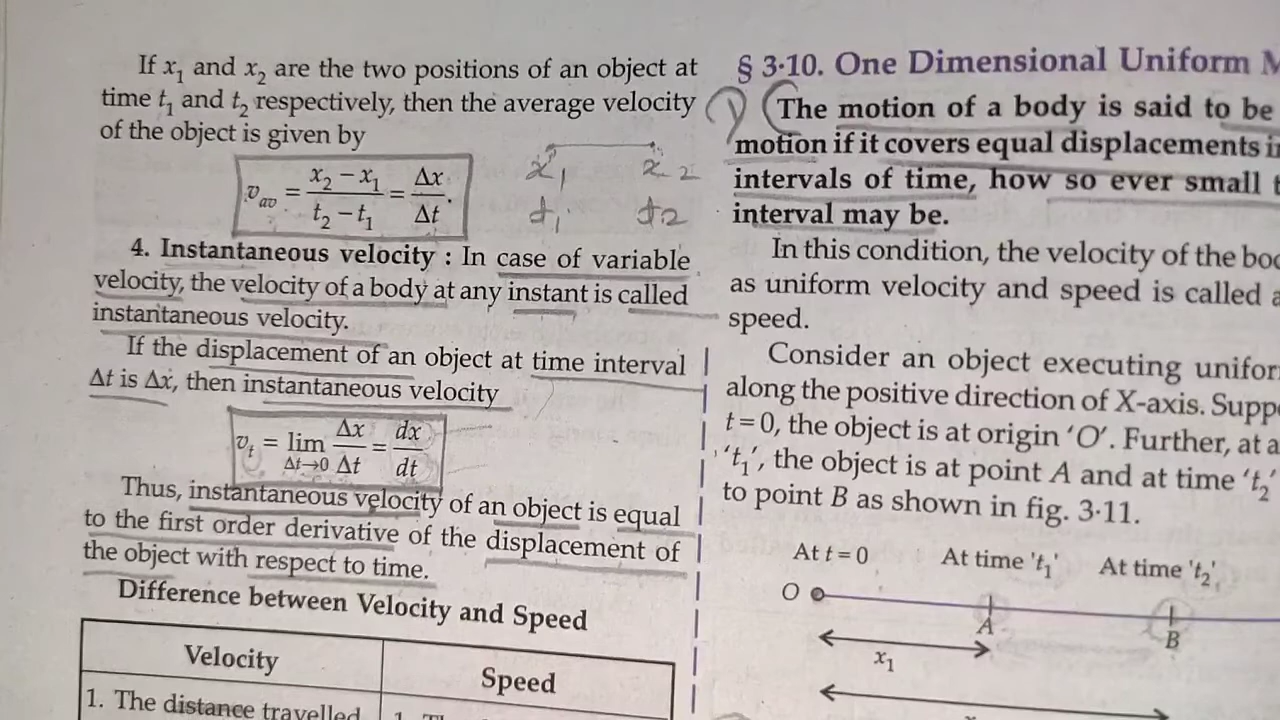 If x₁ and x₂ are the two positions of an object at
time t₁ and t₂ respectively, then the average velocity
of the object is given by
v_av = (x₂ − x₁)/(t₂ − t₁) = Δx/Δt.
x₁ x₂
t₁ t₂
4. Instantaneous velocity : In case of variable
velocity, the velocity of a body at any instant is called
instantaneous velocity.
If the displacement of an object at time interval
Δt is Δx, then instantaneous velocity
v_t = lim Δt→0 Δx/Δt = dx/dt
Thus, instantaneous velocity of an object is equal
to the first order derivative of the displacement of
the object with respect to time.
Difference between Velocity and Speed
Velocity Speed
1. The distance travelled 1.
§ 3·10. One Dimensional Uniform
The motion of a body is said to be
motion if it covers equal displacements
intervals of time, how so ever small
interval may be.
In this condition, the velocity of the
as uniform velocity and speed is called
speed.
Consider an object executing
along the positive direction of X-axis.
t = 0, the object is at origin 'O'. Further, at
't₁', the object is at point A and at time 't₂'
to point B as shown in fig. 3·11.
At t = 0 At time 't₁' At time 't₂'
O
A B
x₁